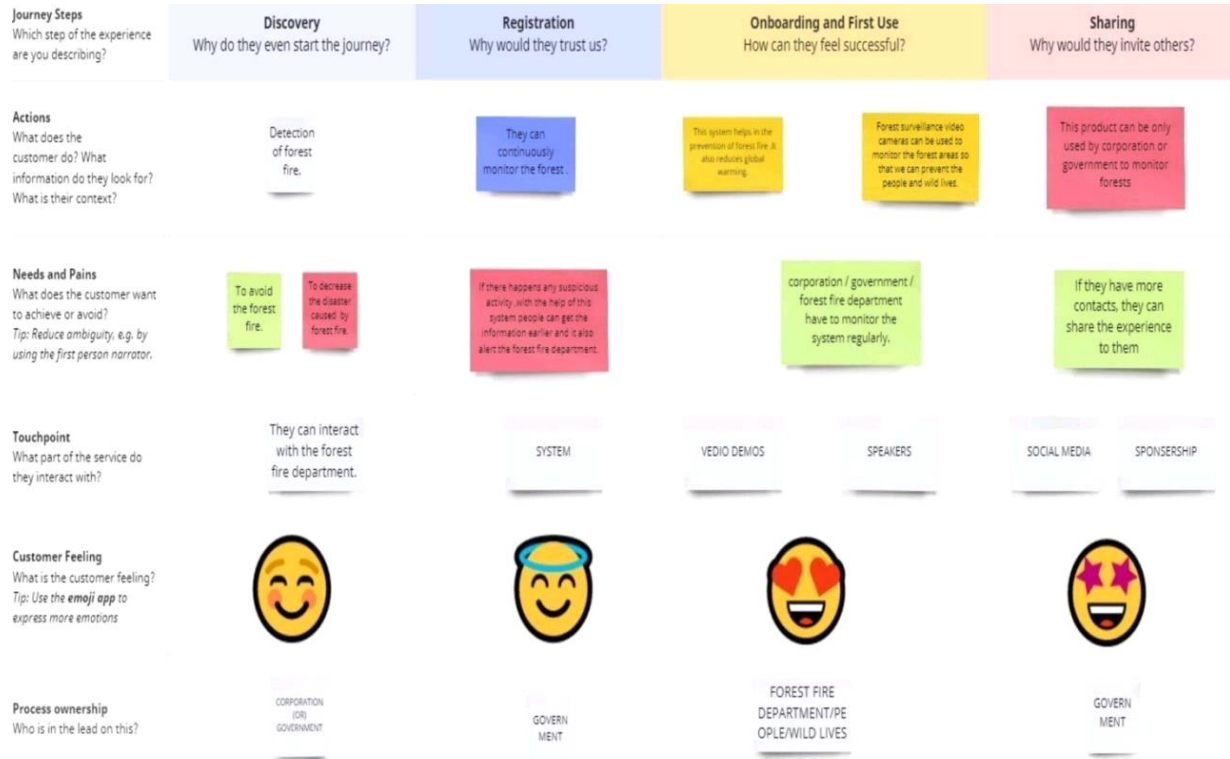 Journey Steps
Which step of the experience
are you describing?
Discovery
Why do they even start the journey?
Registration
Why would they trust us?
Onboarding and First Use
How can they feel successful?
Sharing
Why would they invite others?
Actions
What does the
customer do? What
information do they look for?
What is their context?
Detection
of forest
fire.
They can
continuously
monitor the forest .
This system helps in the
prevention of forest fire .It
also reduces global
warming.
Forest surveillance video
cameras can be used to
monitor the forest areas so
that we can prevent the
people and wild lives.
This product can be only
used by corporation or
government to monitor
forests
Needs and Pains
What does the customer want
to achieve or avoid?
Tip: Reduce ambiguity, e.g. by
using the first person narrator.
To avoid
the forest
fire.
To decrease
the disaster
caused by
forest fire.
If there happens any suspicious
activity ,with the help of this
system people can get the
information earlier and it also
alert the forest fire department.
corporation / government /
forest fire department
have to monitor the
system regularly.
If they have more
contacts, they can
share the experience
to them
Touchpoint
What part of the service do
they interact with?
They can interact
with the forest
fire department.
SYSTEM
VEDIO DEMOS
SPEAKERS
SOCIAL MEDIA
SPONSERSHIP
Customer Feeling
What is the customer feeling?
Tip: Use the emoji app to
express more emotions
Process ownership
Who is in the lead on this?
CORPORATION
(OR)
GOVERNMENT
GOVERN
MENT
FOREST FIRE
DEPARTMENT/PE
OPLE/WILD LIVES
GOVERN
MENT